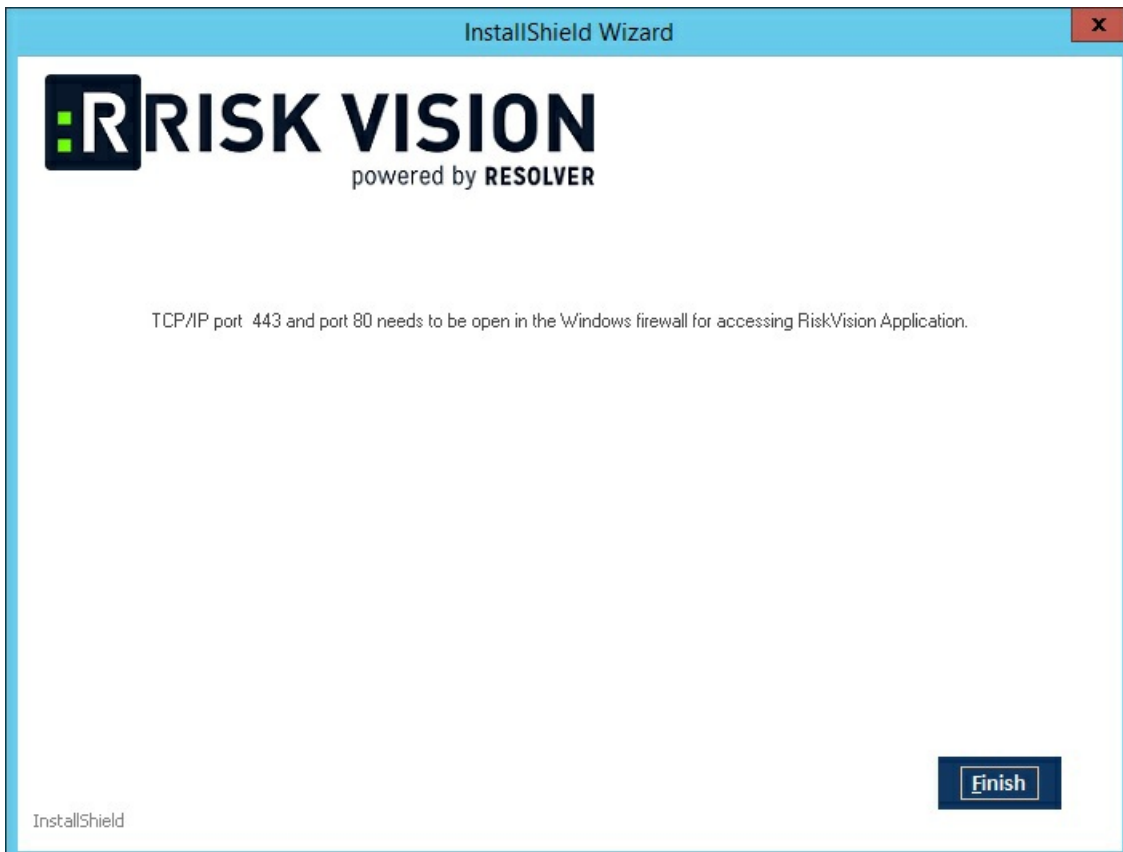 InstallShield Wizard
x
:R RISK VISION
powered by RESOLVER
TCP/IP port  443 and port 80 needs to be open in the Windows firewall for accessing RiskVision Application.
Finish
InstallShield